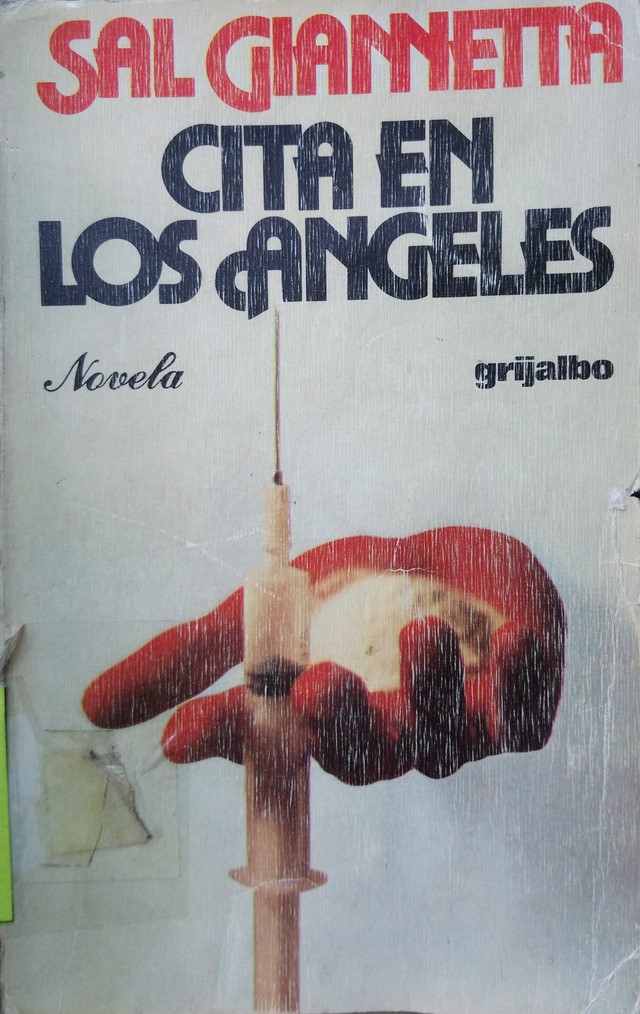 SAL GIANNETTA
CITA EN
LOS ANGELES
Novela
grijalbo